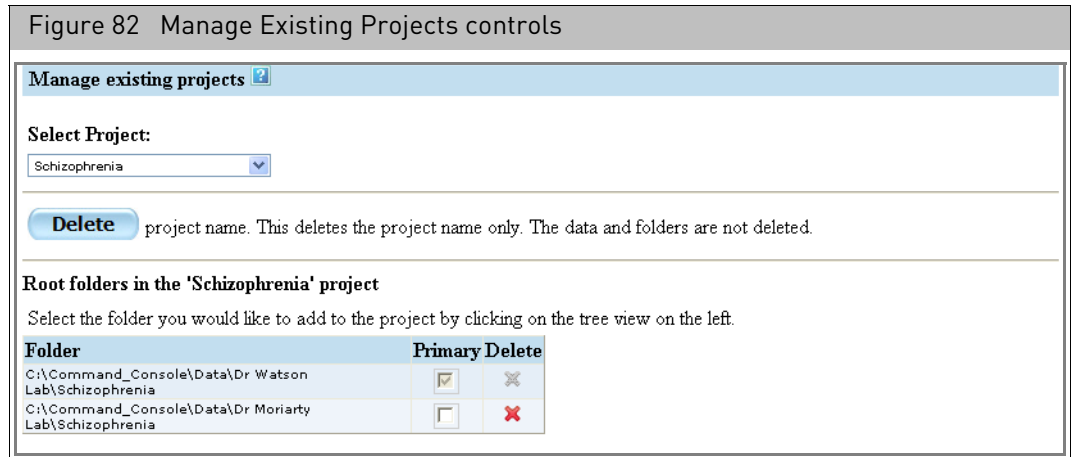 Figure 82 Manage Existing Projects controls
Manage existing projects ?
Select Project:
Schizophrenia
Delete project name. This deletes the project name only. The data and folders are not deleted.
Root folders in the 'Schizophrenia' project
Select the folder you would like to add to the project by clicking on the tree view on the left.
Folder Primary Delete
C:\Command_Console\Data\Dr Watson
Lab\Schizophrenia
C:\Command_Console\Data\Dr Moriarty
Lab\Schizophrenia